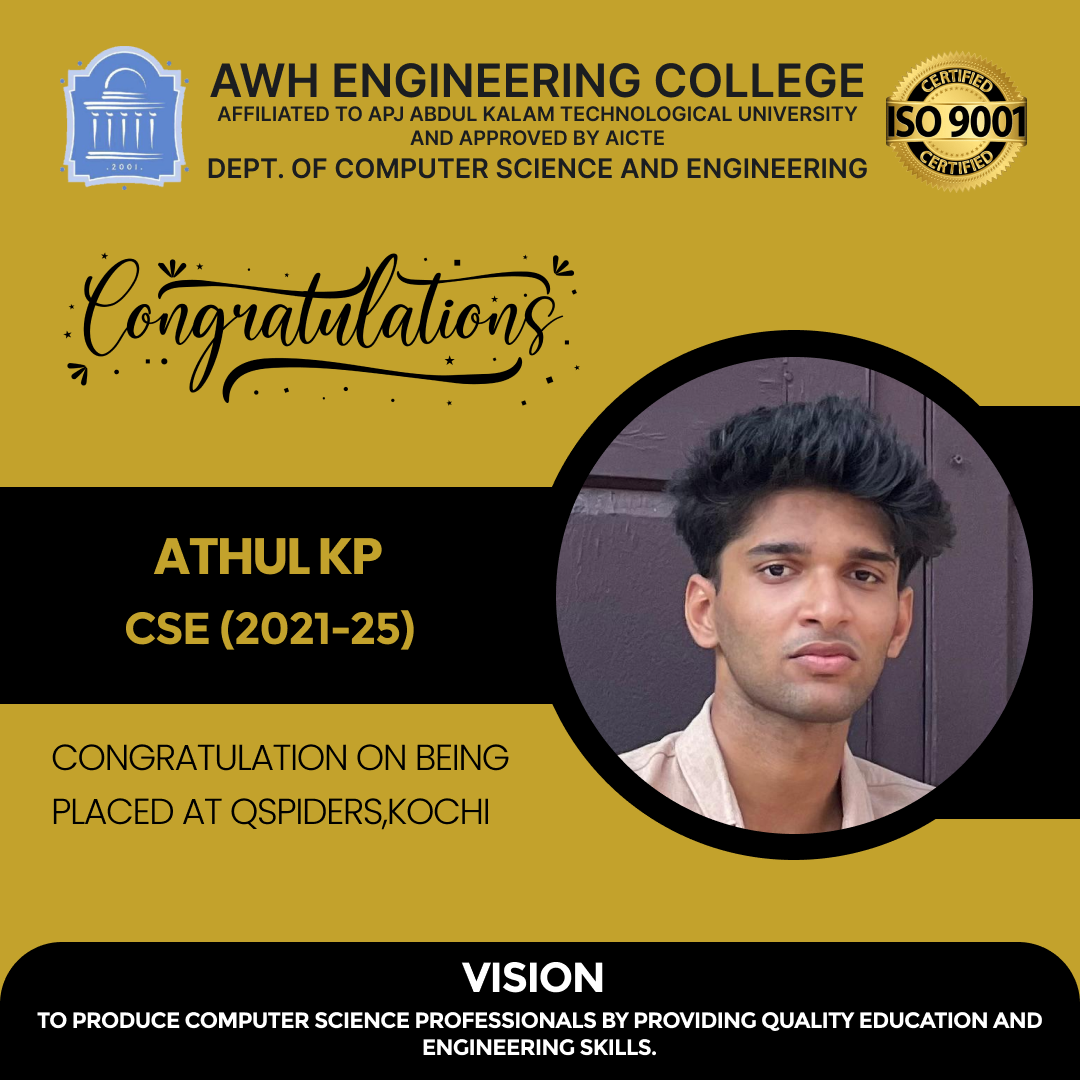 AWH ENGINEERING COLLEGE
AFFILIATED TO APJ ABDUL KALAM TECHNOLOGICAL UNIVERSITY
AND APPROVED BY AICTE
DEPT. OF COMPUTER SCIENCE AND ENGINEERING
.2001.
CERTIFIED
ISO 9001
CERTIFIED
Congratulations
ATHUL KP
CSE (2021-25)
CONGRATULATION ON BEING
PLACED AT QSPIDERS,KOCHI
VISION
TO PRODUCE COMPUTER SCIENCE PROFESSIONALS BY PROVIDING QUALITY EDUCATION AND
ENGINEERING SKILLS.